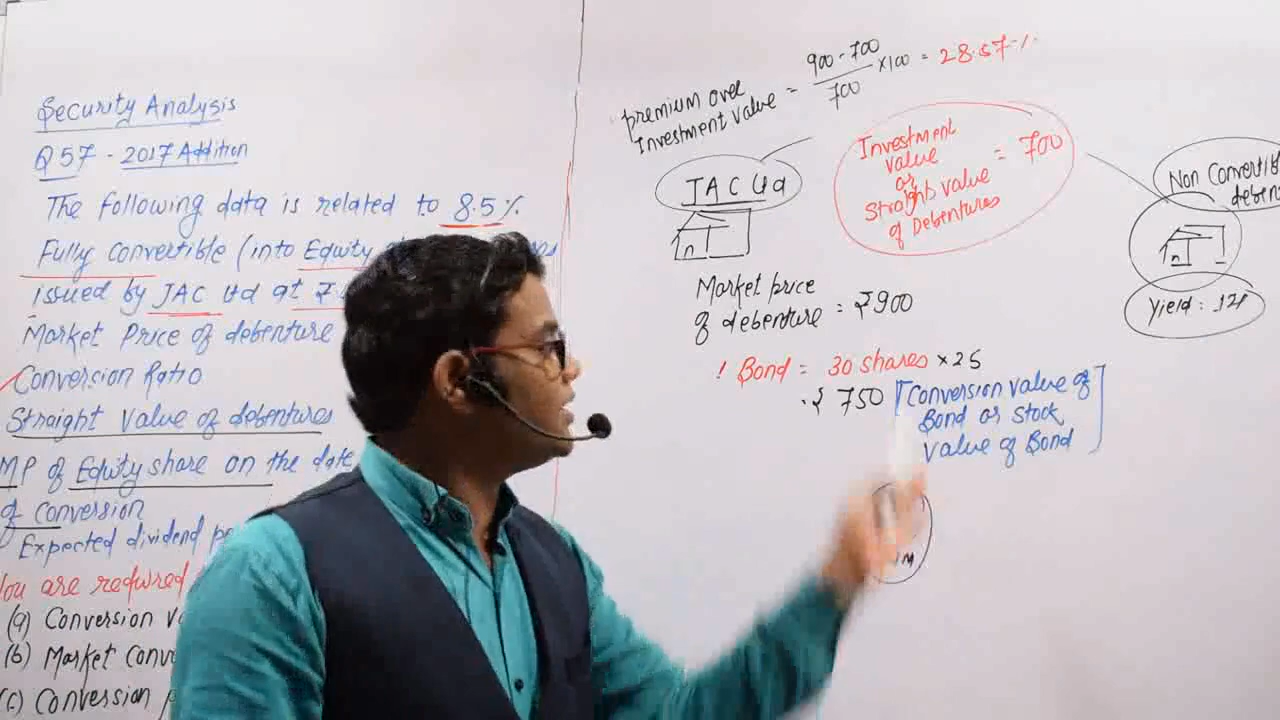 Security Analysis
Q 57 - 2017 Addition
The following data is related to 8.5%
Fully convertible (into Equity
issued by JAC Ltd at ₹.
Market Price of debenture
Conversion Ratio
Straight Value of debentures
MP of Equity share on the date
of Conversion
Expected dividend
You are required
(a) Conversion
(b) Market
(c) Conversion
premium over
Investment value = 900 - 700 / 700 × 100 = 28.57%
Investment
value
or
Straight value
of Debentures
= 700
JAC Ltd
Market price
of debenture = ₹900
1 Bond = 30 shares × 25
₹ 750 [Conversion value of
Bond or stock
value of Bond]
Non Convertible
Yield : 12%